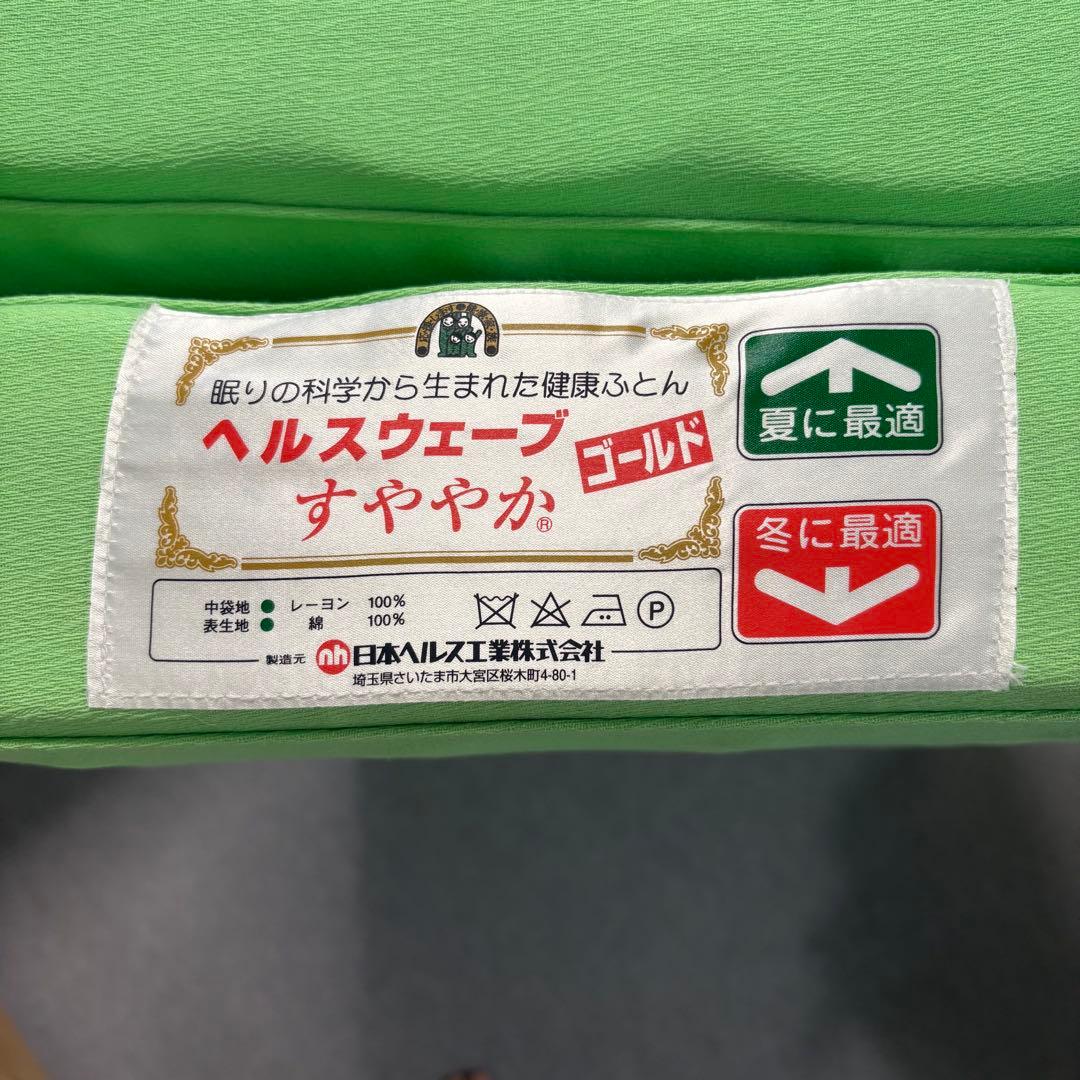 眠りの科学から生まれた健康ふとん
ヘルスウェーブ
ゴールド
すややか®
夏に最適
冬に最適
中袋地 ● レーヨン 100%
表生地 ● 綿 100%
P
製造元 nh 日本ヘルス工業株式会社
埼玉県さいたま市大宮区桜木町4-80-1